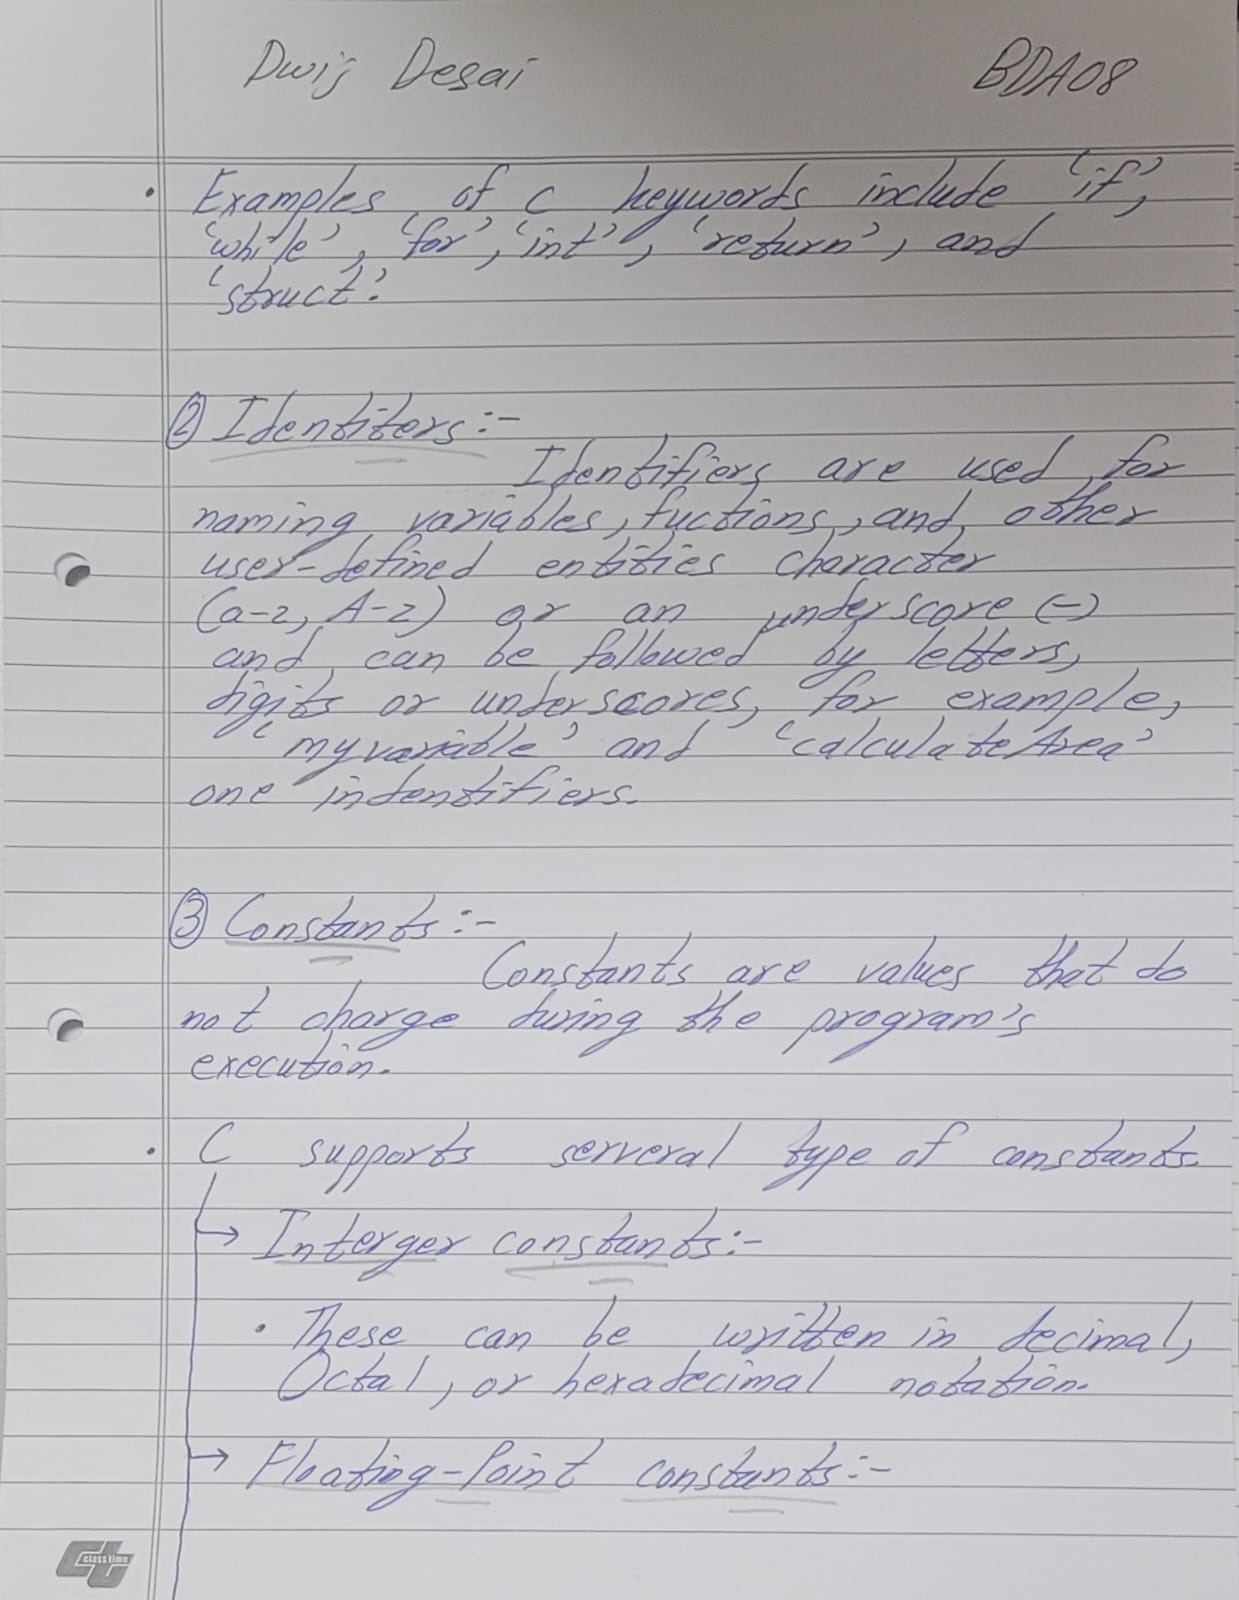 Dwij Desai BDA08
• Examples of C keywords include 'if',
'while', 'for', 'int', 'return', and
'struct'.
② Identifers:-
Identifiers are used for
naming variables, fuctions, and other
user-defined entities character
(a-z, A-z) or an underscore (-)
and can be followed by letters,
digits or underscores, for example,
'myvariable' and 'calculateArea'
one indentifiers.
③ Constants:-
Constants are values that do
not charge during the program's
execution.
• C supports serveral type of constants.
→ Interger constants:-
• These can be written in decimal,
Octal, or hexadecimal notation.
→ Floating-Point constants:-
ct class time